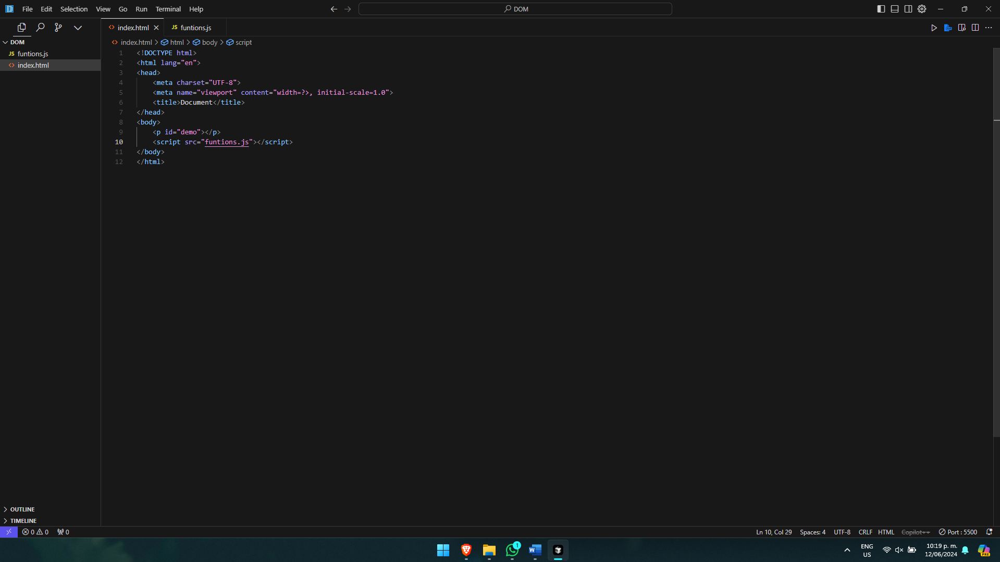 File Edit Selection View Go Run Terminal Help
DOM
index.html
JS funtions.js
DOM
JS funtions.js
index.html
index.html > html > body > script
1 <!DOCTYPE html>
2 <html lang="en">
3 <head>
4 <meta charset="UTF-8">
5 <meta name="viewport" content="width=?>, initial-scale=1.0">
6 <title>Document</title>
7 </head>
8 <body>
9 <p id="demo"></p>
10 <script src="funtions.js"></script>
11 </body>
12 </html>
OUTLINE
TIMELINE
0 0 0
Ln 10, Col 29 Spaces: 4 UTF-8 CRLF HTML Copilot++ Port : 5500
1
W
ENG
US
10:19 p. m.
12/06/2024
PRE